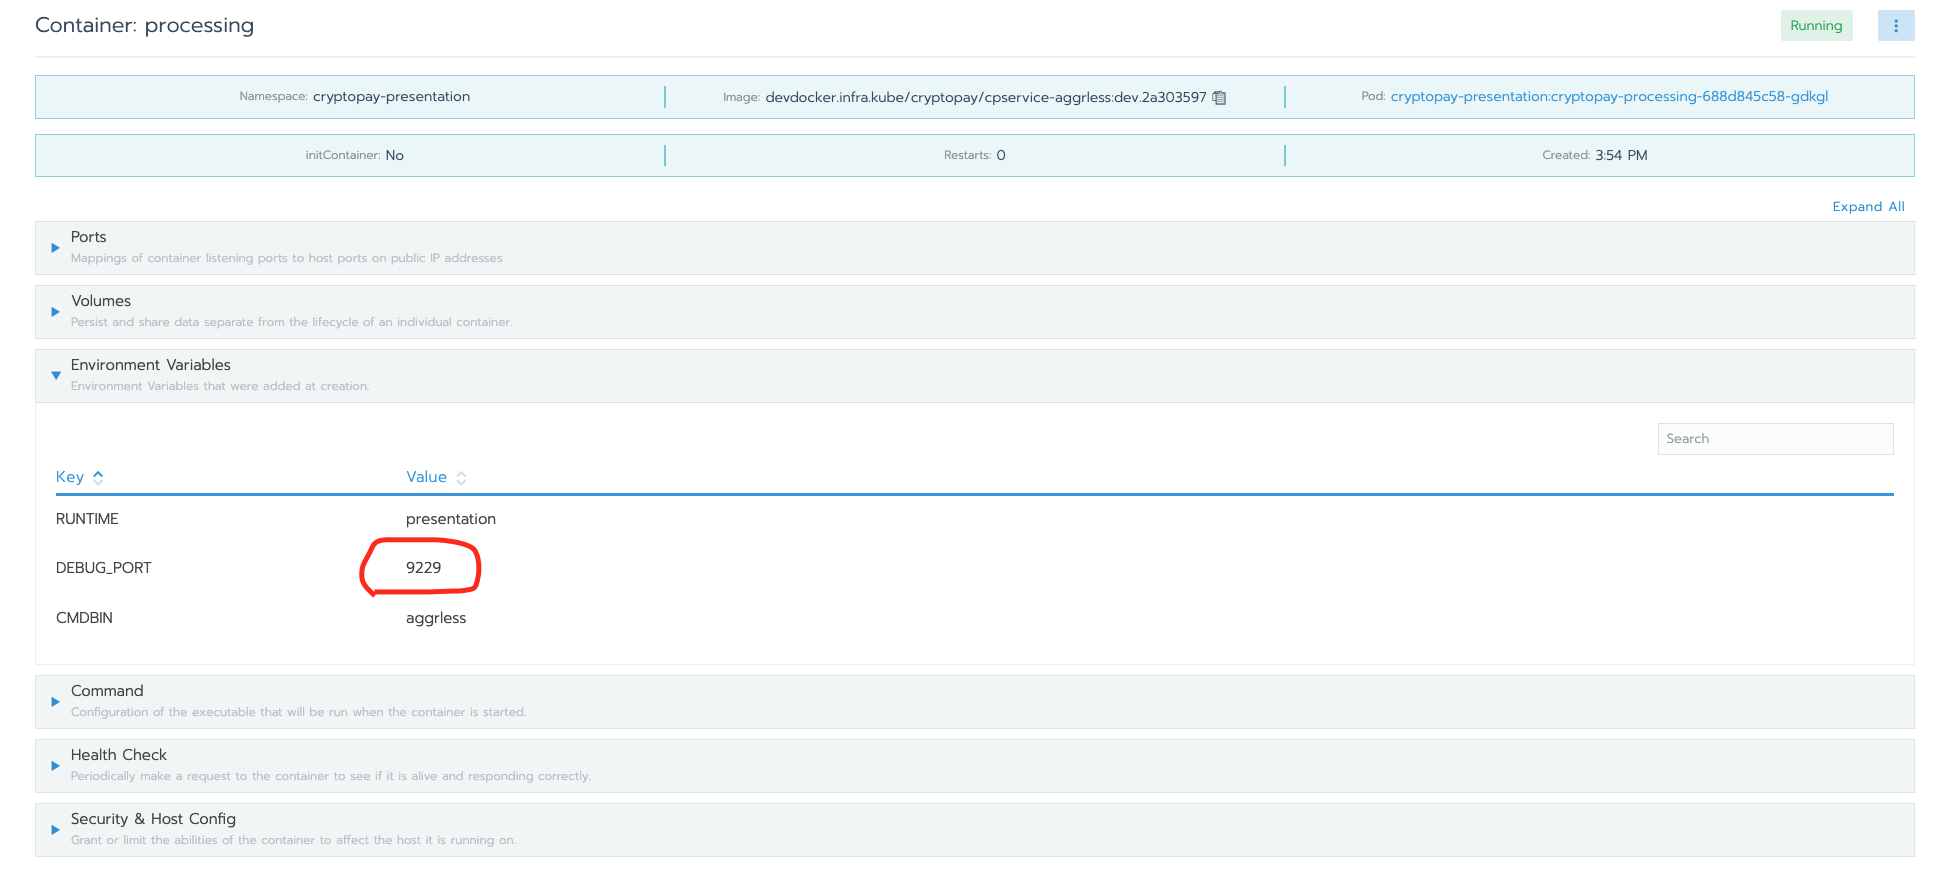 Container: processing
Running
Namespace: cryptopay-presentation
Image: devdocker.infra.kube/cryptopay/cpservice-aggrless:dev.2a303597
Pod: cryptopay-presentation:cryptopay-processing-688d845c58-gdkgl
initContainer: No
Restarts: 0
Created: 3:54 PM
Expand All
Ports
Mappings of container listening ports to host ports on public IP addresses
Volumes
Persist and share data separate from the lifecycle of an individual container.
Environment Variables
Environment Variables that were added at creation.
Search
Key Value
RUNTIME presentation
DEBUG_PORT 9229
CMDBIN aggrless
Command
Configuration of the executable that will be run when the container is started.
Health Check
Periodically make a request to the container to see if it is alive and responding correctly.
Security & Host Config
Grant or limit the abilities of the container to affect the host it is running on.